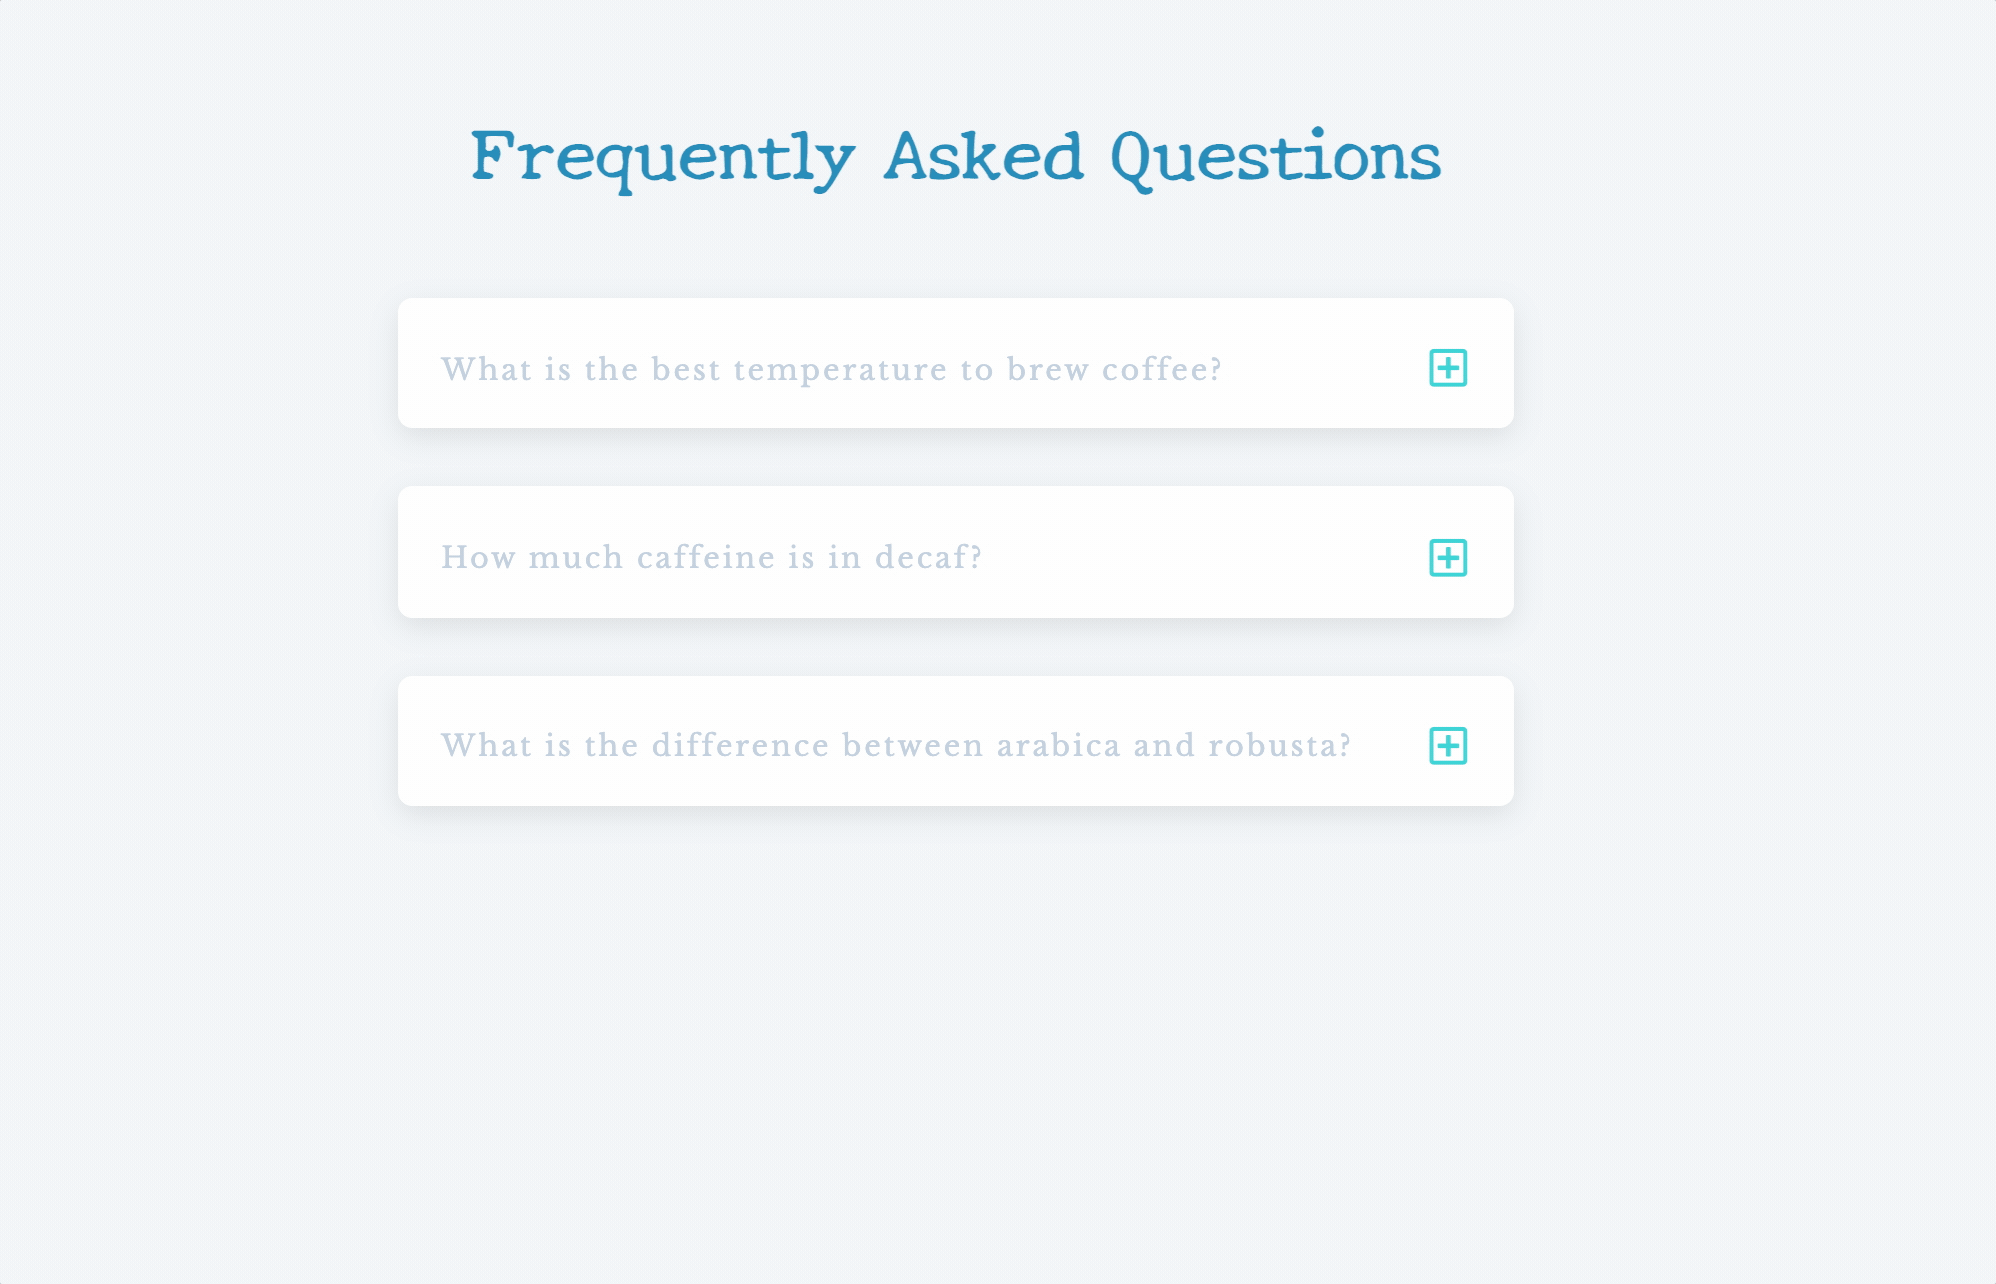 Frequently Asked Questions
What is the best temperature to brew coffee?
How much caffeine is in decaf?
What is the difference between arabica and robusta?